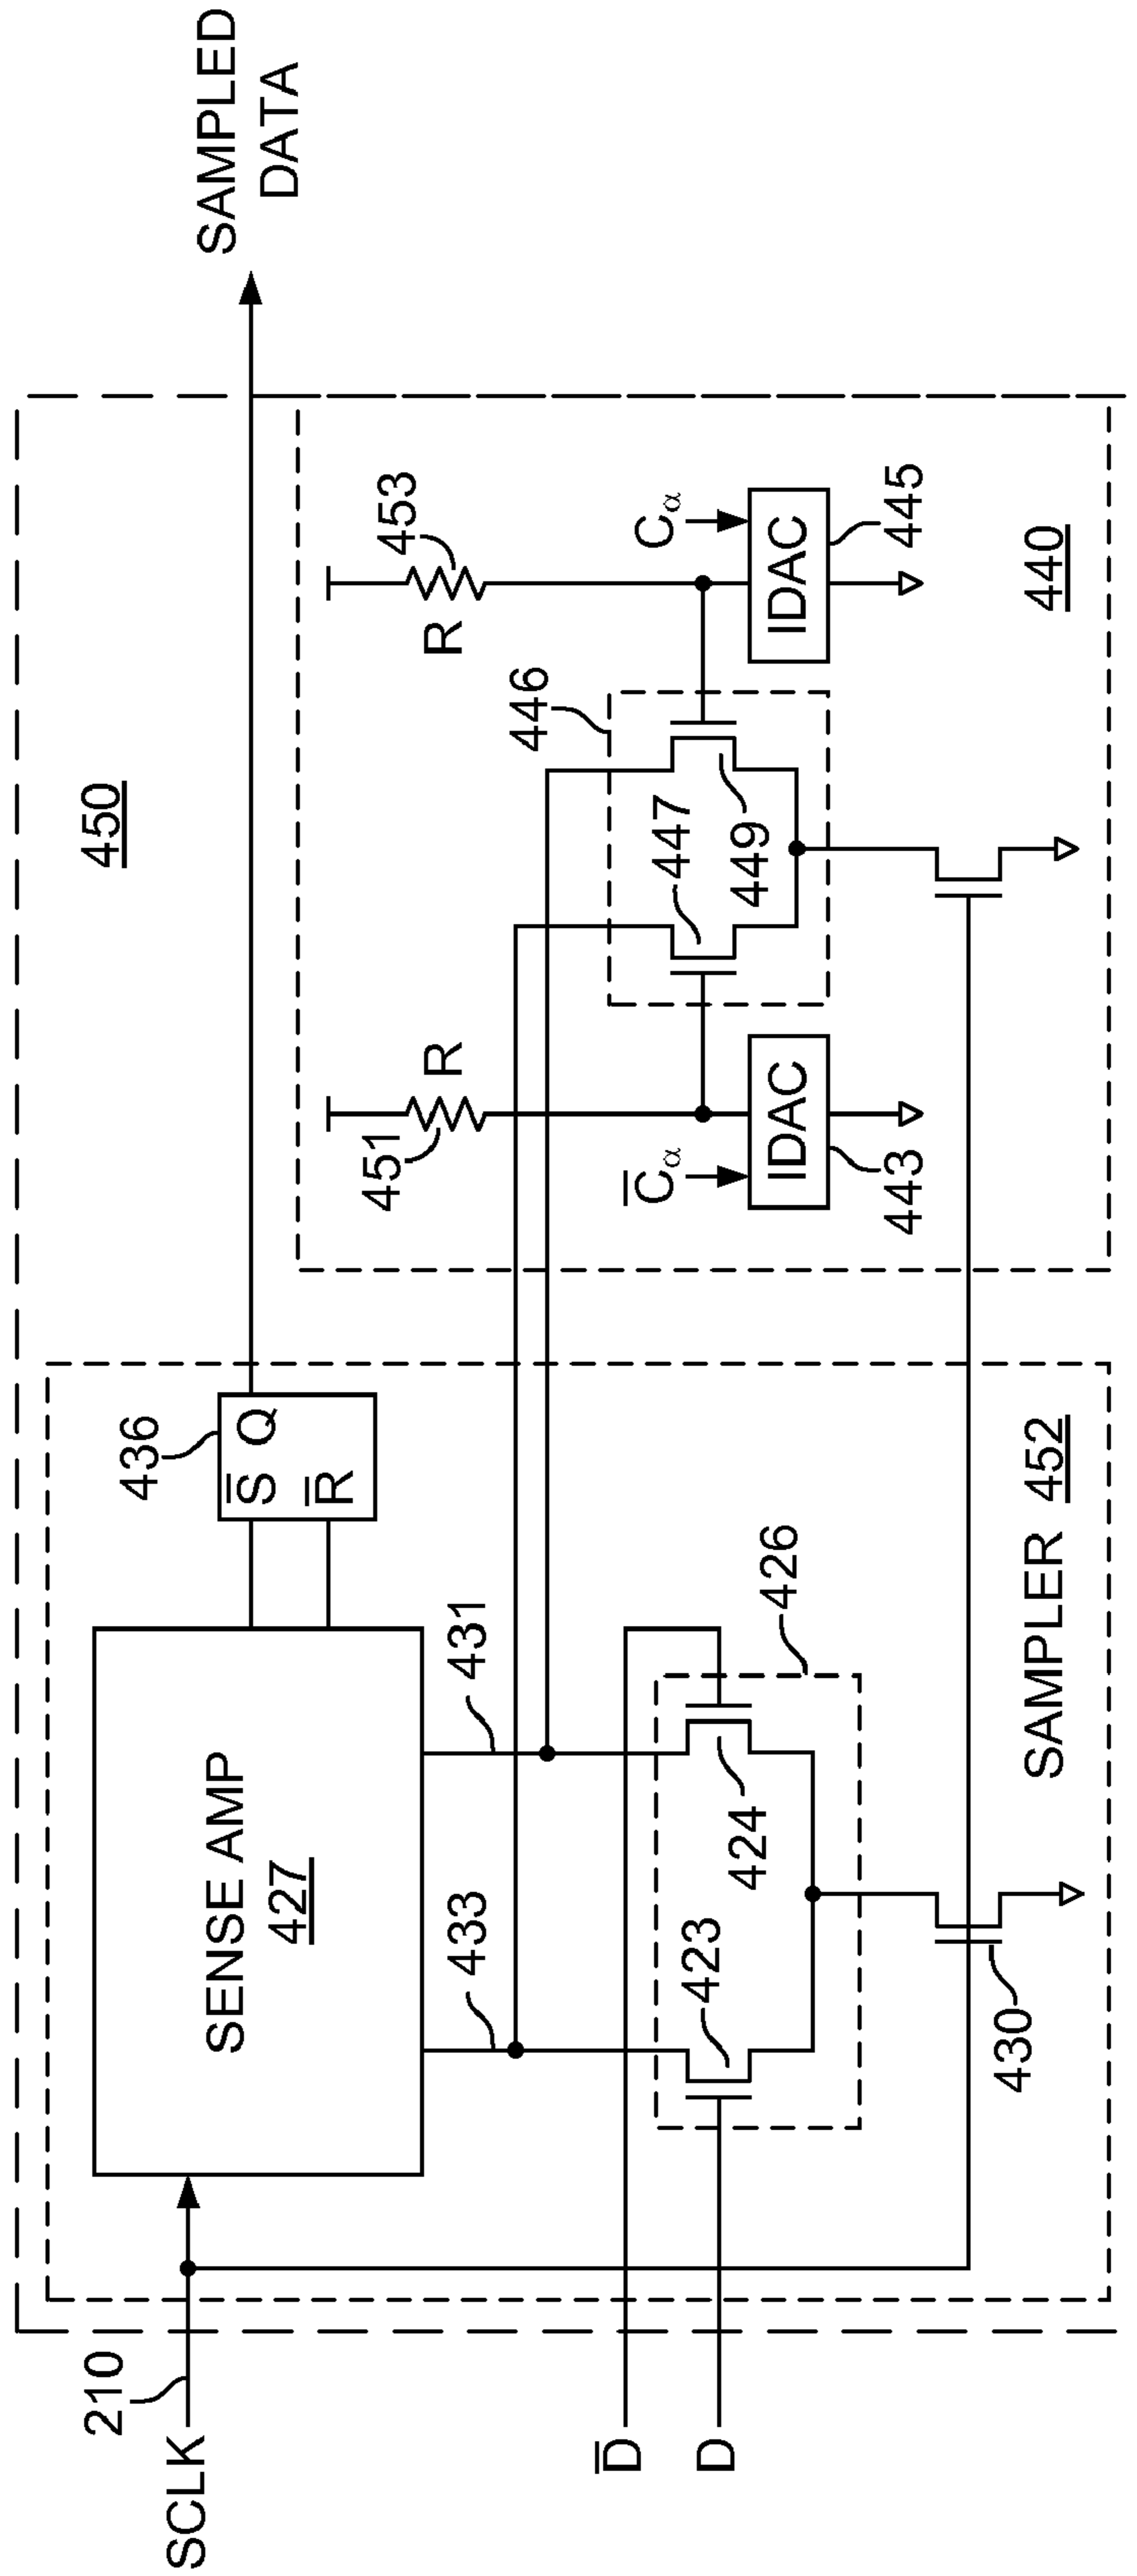 450
SAMPLED
DATA
SCLK
210
SENSE AMP
427
436
S̅ Q
R̅
433
431
451
R
R
453
D̅
D
423
424
426
446
447
449
C̅α
IDAC
443
Cα
IDAC
445
430
SAMPLER 452
440